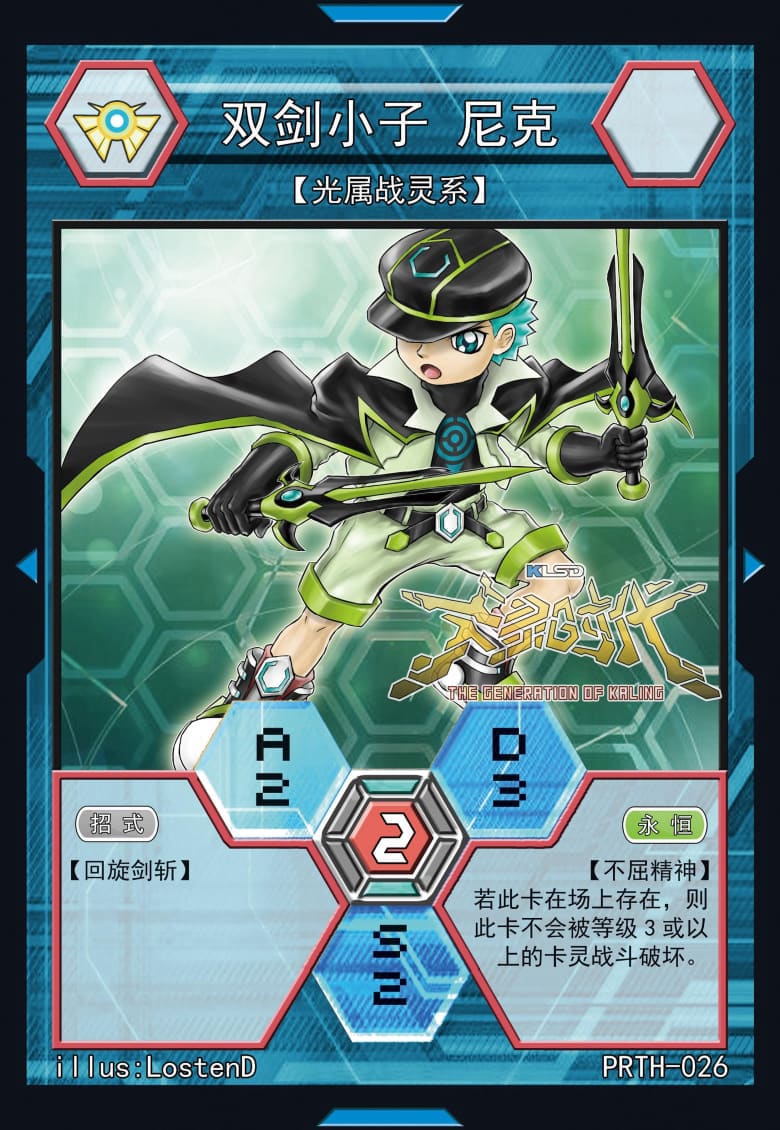 双剑小子 尼克
【光属战灵系】
KLSD
卡灵时代
THE GENERATION OF KALING
A
2
D
3
2
S
2
招式
【回旋剑斩】
永恒
【不屈精神】
若此卡在场上存在，则
此卡不会被等级3或以
上的卡灵战斗破坏。
illus:LostenD
PRTH-026